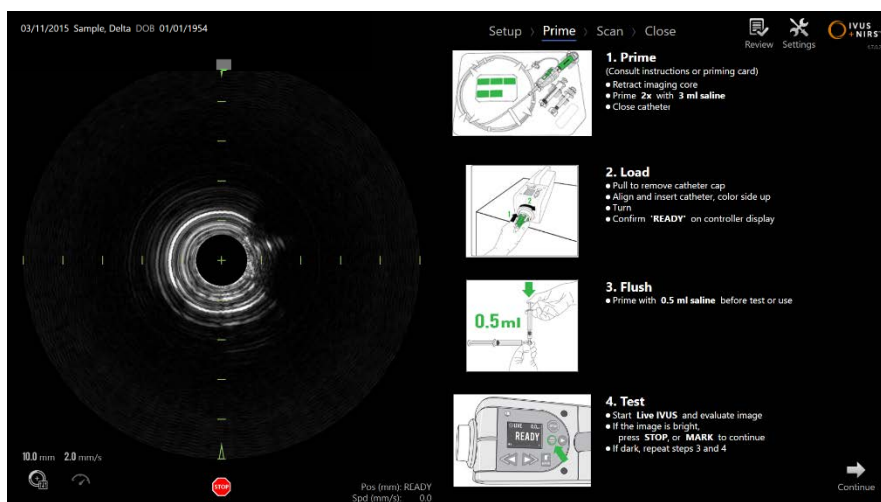 03/11/2015 Sample, Delta DOB 01/01/1954
Setup > Prime > Scan > Close
Review
Settings
IVUS
+NIRS
1. Prime
(Consult instructions or priming card)
• Retract imaging core
• Prime 2x with 3 ml saline
• Close catheter
2. Load
• Pull to remove catheter cap
• Align and insert catheter, color side up
• Turn
• Confirm 'READY' on controller display
1
2
3. Flush
• Prime with 0.5 ml saline before test or use
0.5ml
4. Test
• Start Live IVUS and evaluate image
• If the image is bright,
press STOP, or MARK to continue
• If dark, repeat steps 3 and 4
LIVE
READY
10.0 mm 2.0 mm/s
STOP
Pos (mm): READY
Spd (mm/s): 0.0
Continue